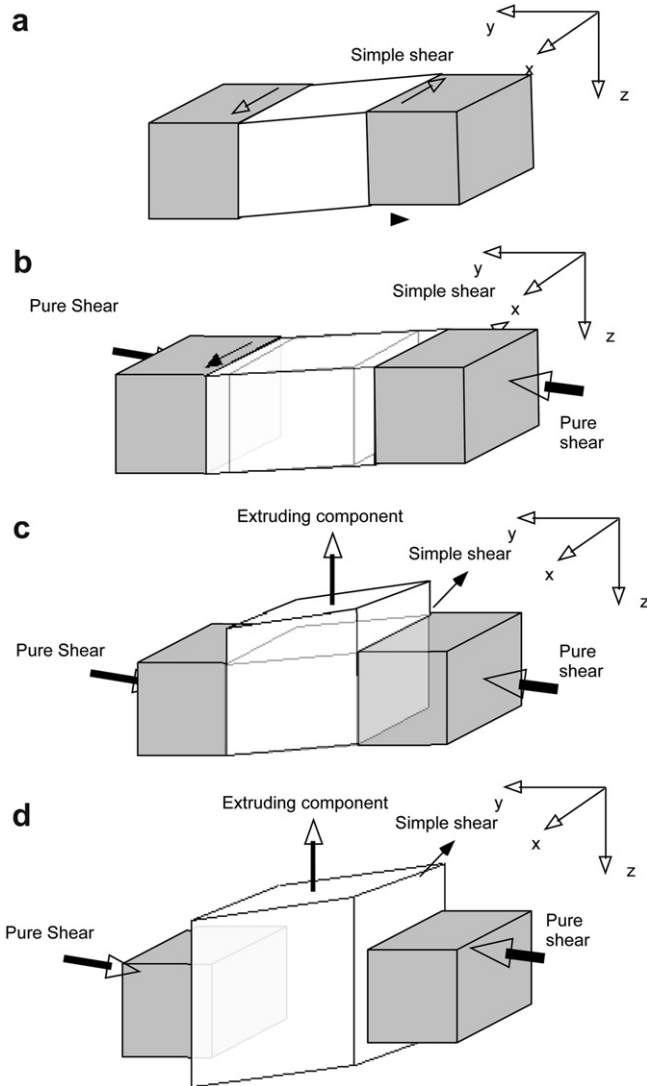 a
Simple shear
y
x
z
b
Pure Shear
Simple shear
y
x
z
Pure
shear
c
Extruding component
Simple shear
y
x
z
Pure Shear
Pure
shear
d
Extruding component
Simple shear
y
x
z
Pure Shear
Pure
shear